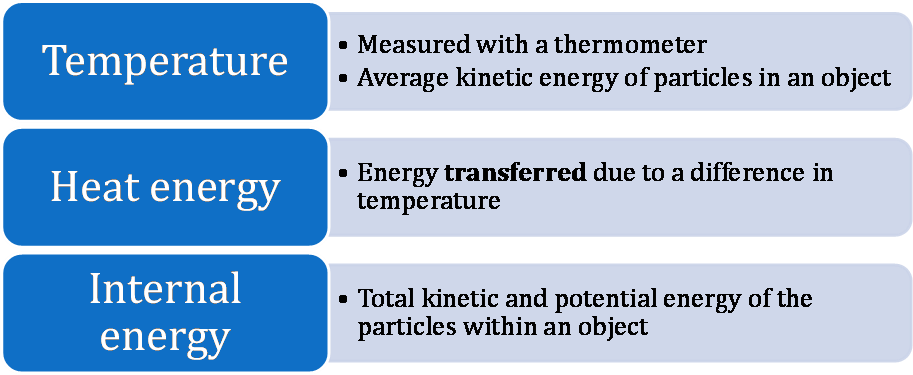 Temperature
• Measured with a thermometer
• Average kinetic energy of particles in an object
Heat energy
• Energy transferred due to a difference in
temperature
Internal
energy
• Total kinetic and potential energy of the
particles within an object